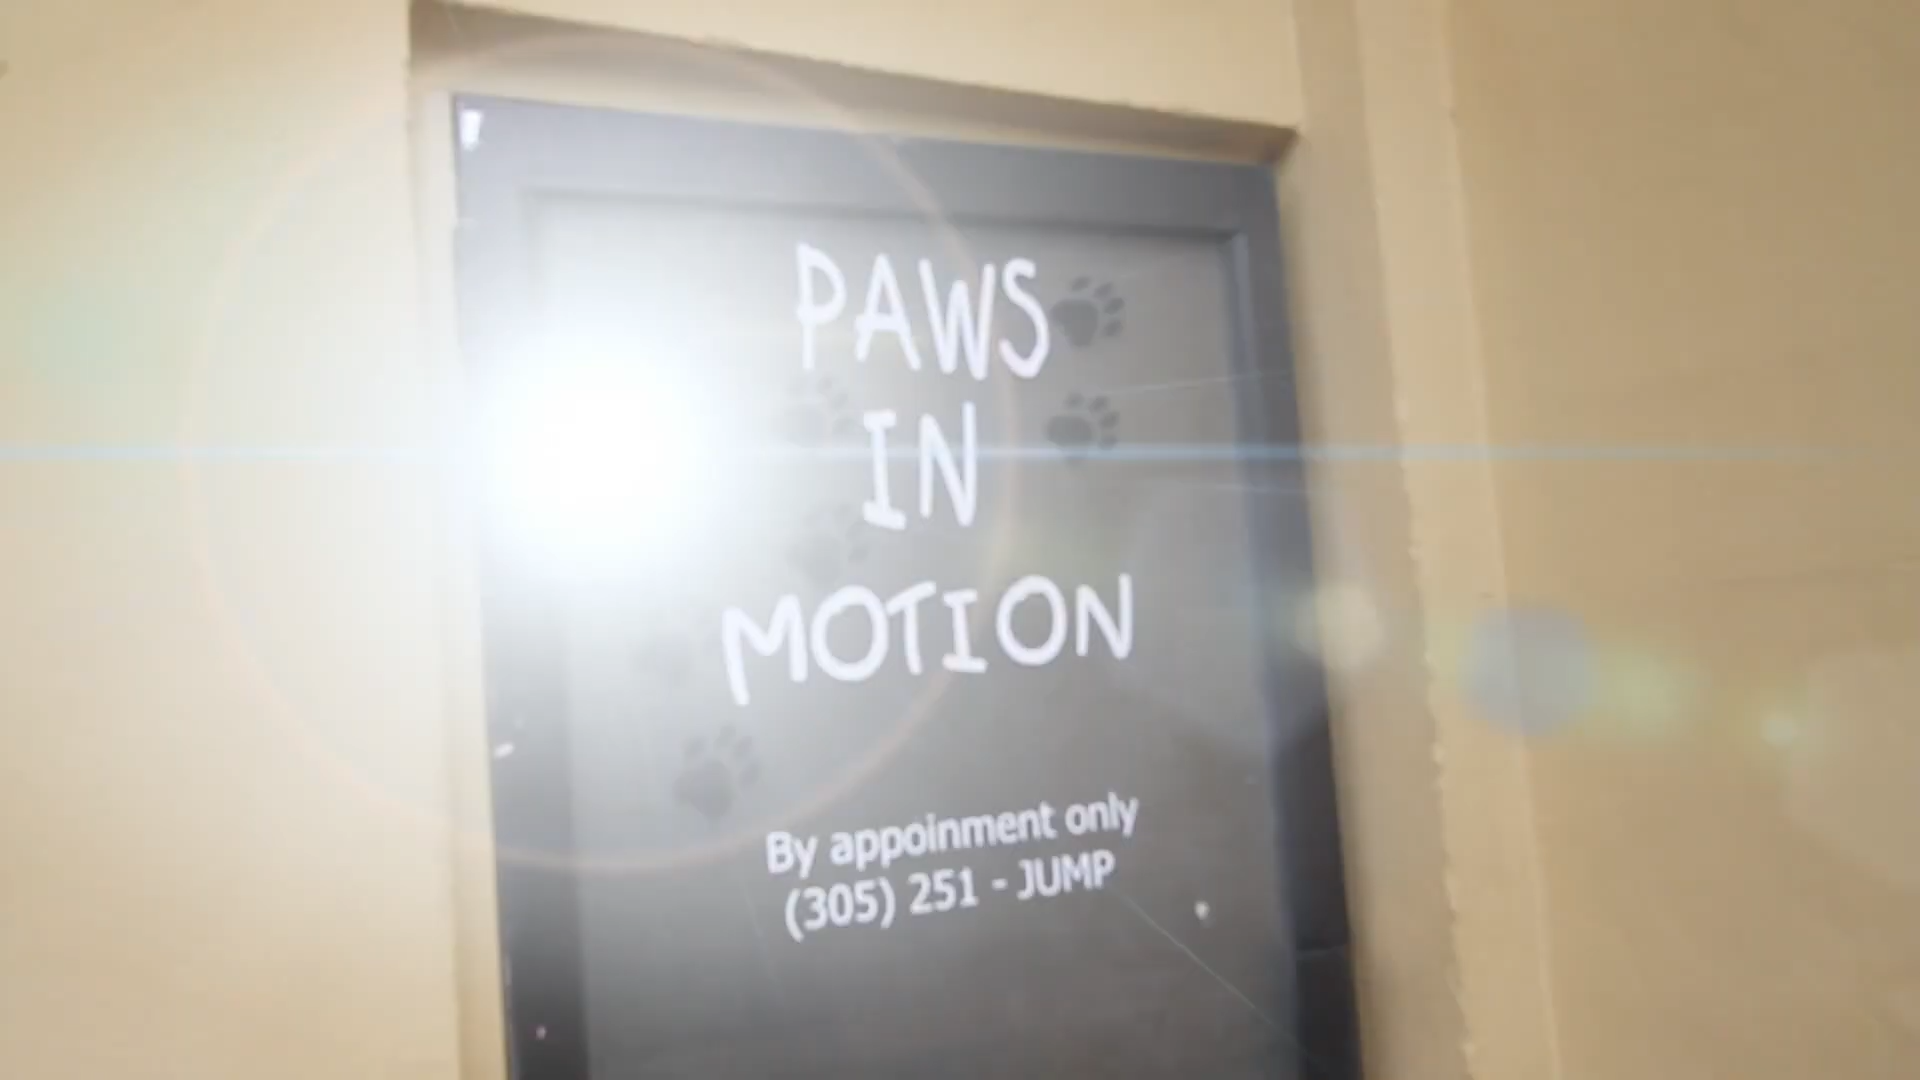 PAWS
IN
MOTION
By appoinment only
(305) 251 - JUMP